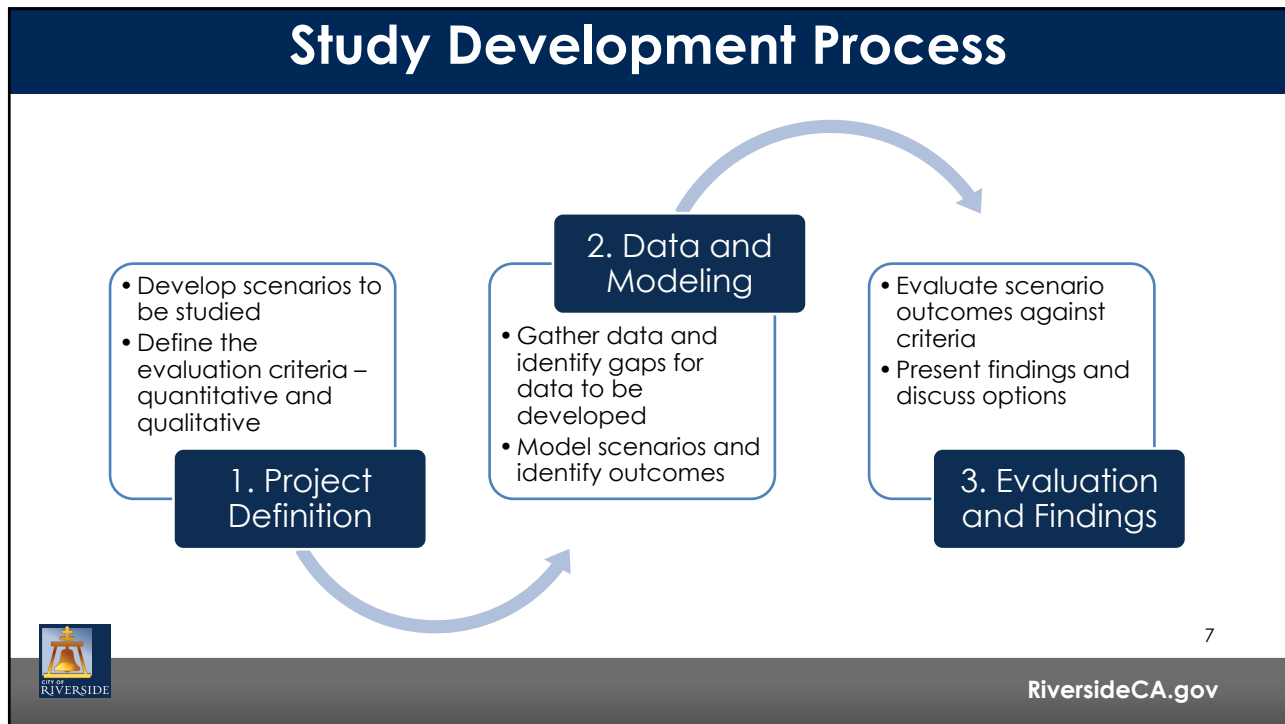 Study Development Process
• Develop scenarios to
be studied
• Define the
evaluation criteria –
quantitative and
qualitative
1. Project
Definition
2. Data and
Modeling
• Gather data and
identify gaps for
data to be
developed
• Model scenarios and
identify outcomes
• Evaluate scenario
outcomes against
criteria
• Present findings and
discuss options
3. Evaluation
and Findings
7
CITY OF
RIVERSIDE
RiversideCA.gov